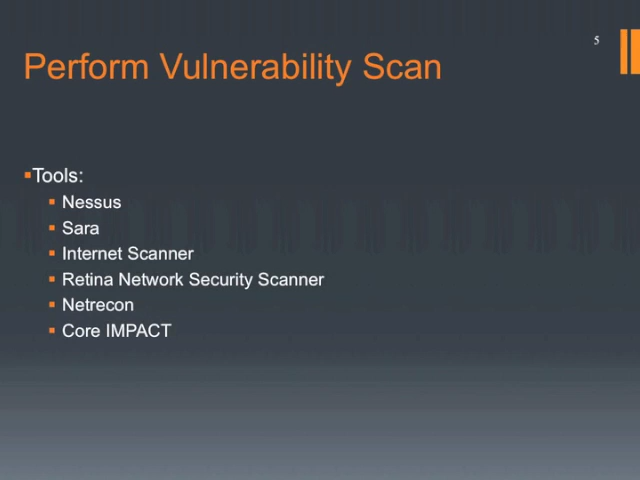 5
Perform Vulnerability Scan
▪Tools:
▪ Nessus
▪ Sara
▪ Internet Scanner
▪ Retina Network Security Scanner
▪ Netrecon
▪ Core IMPACT